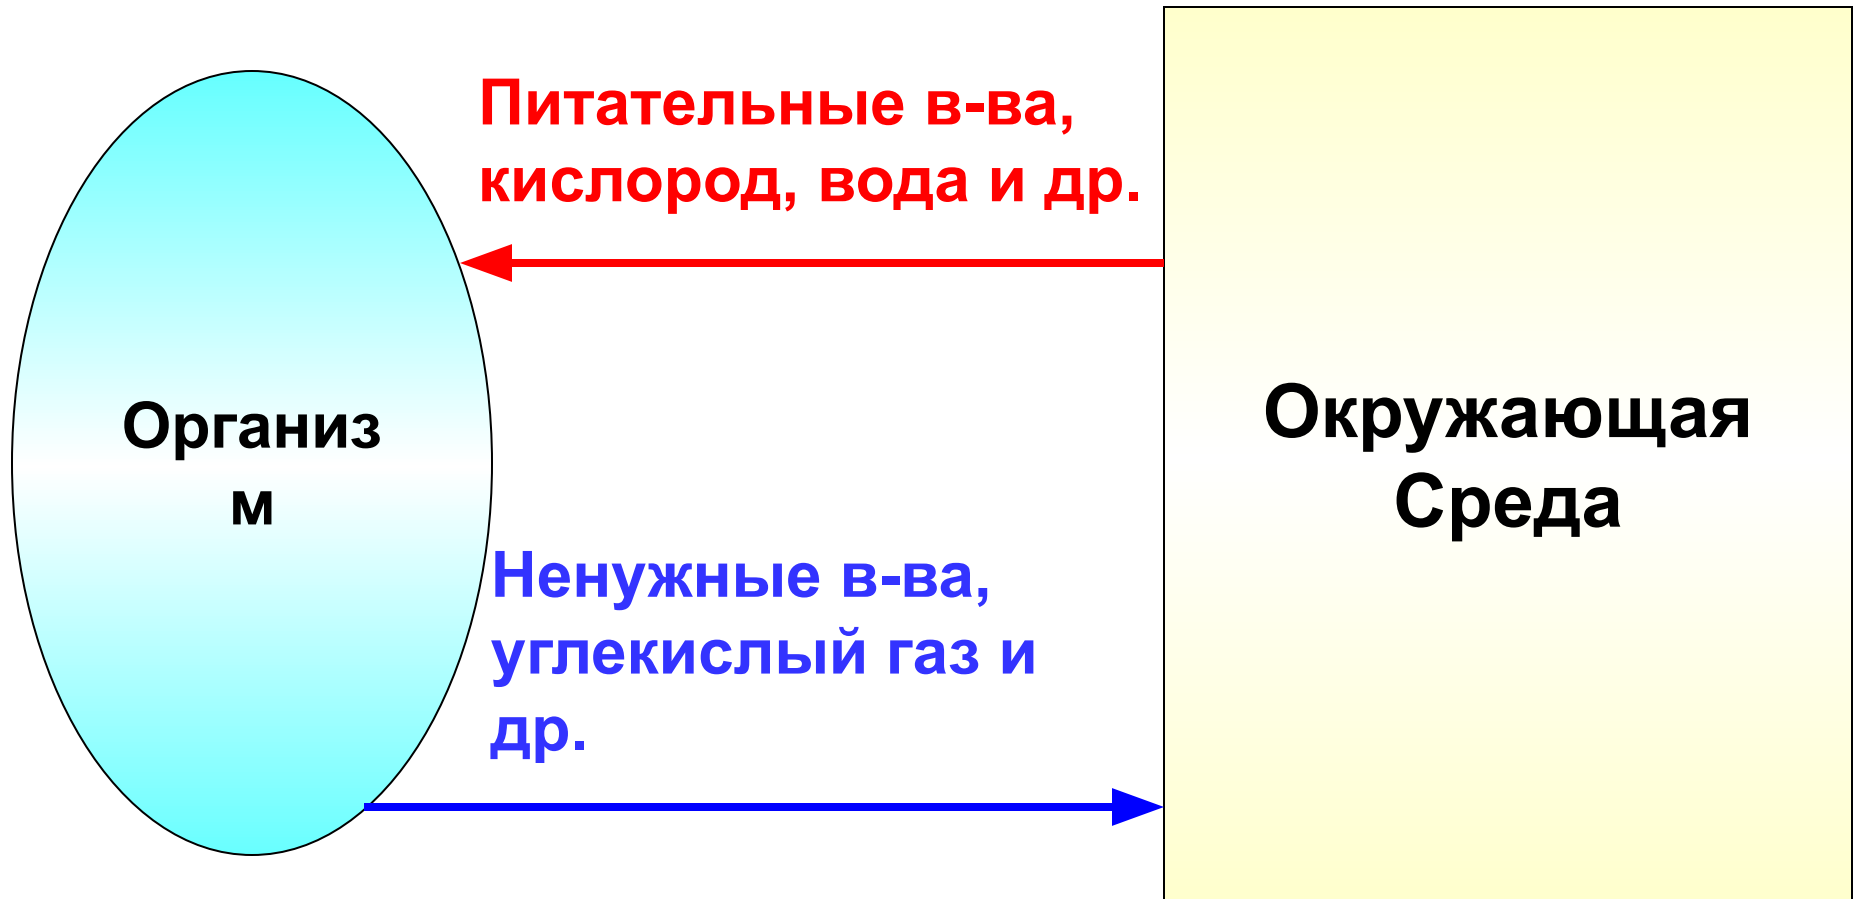 Питательные в-ва,
кислород, вода и др.
Организ
м
Окружающая
Среда
Ненужные в-ва,
углекислый газ и
др.